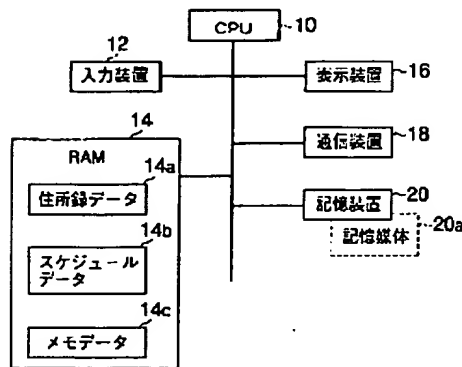 CPU
10
12
入力装置
表示装置
16
14
RAM
通信装置
18
14a
住所録データ
記憶装置
20
記憶媒体
20a
14b
スケジュール
データ
14c
メモデータ